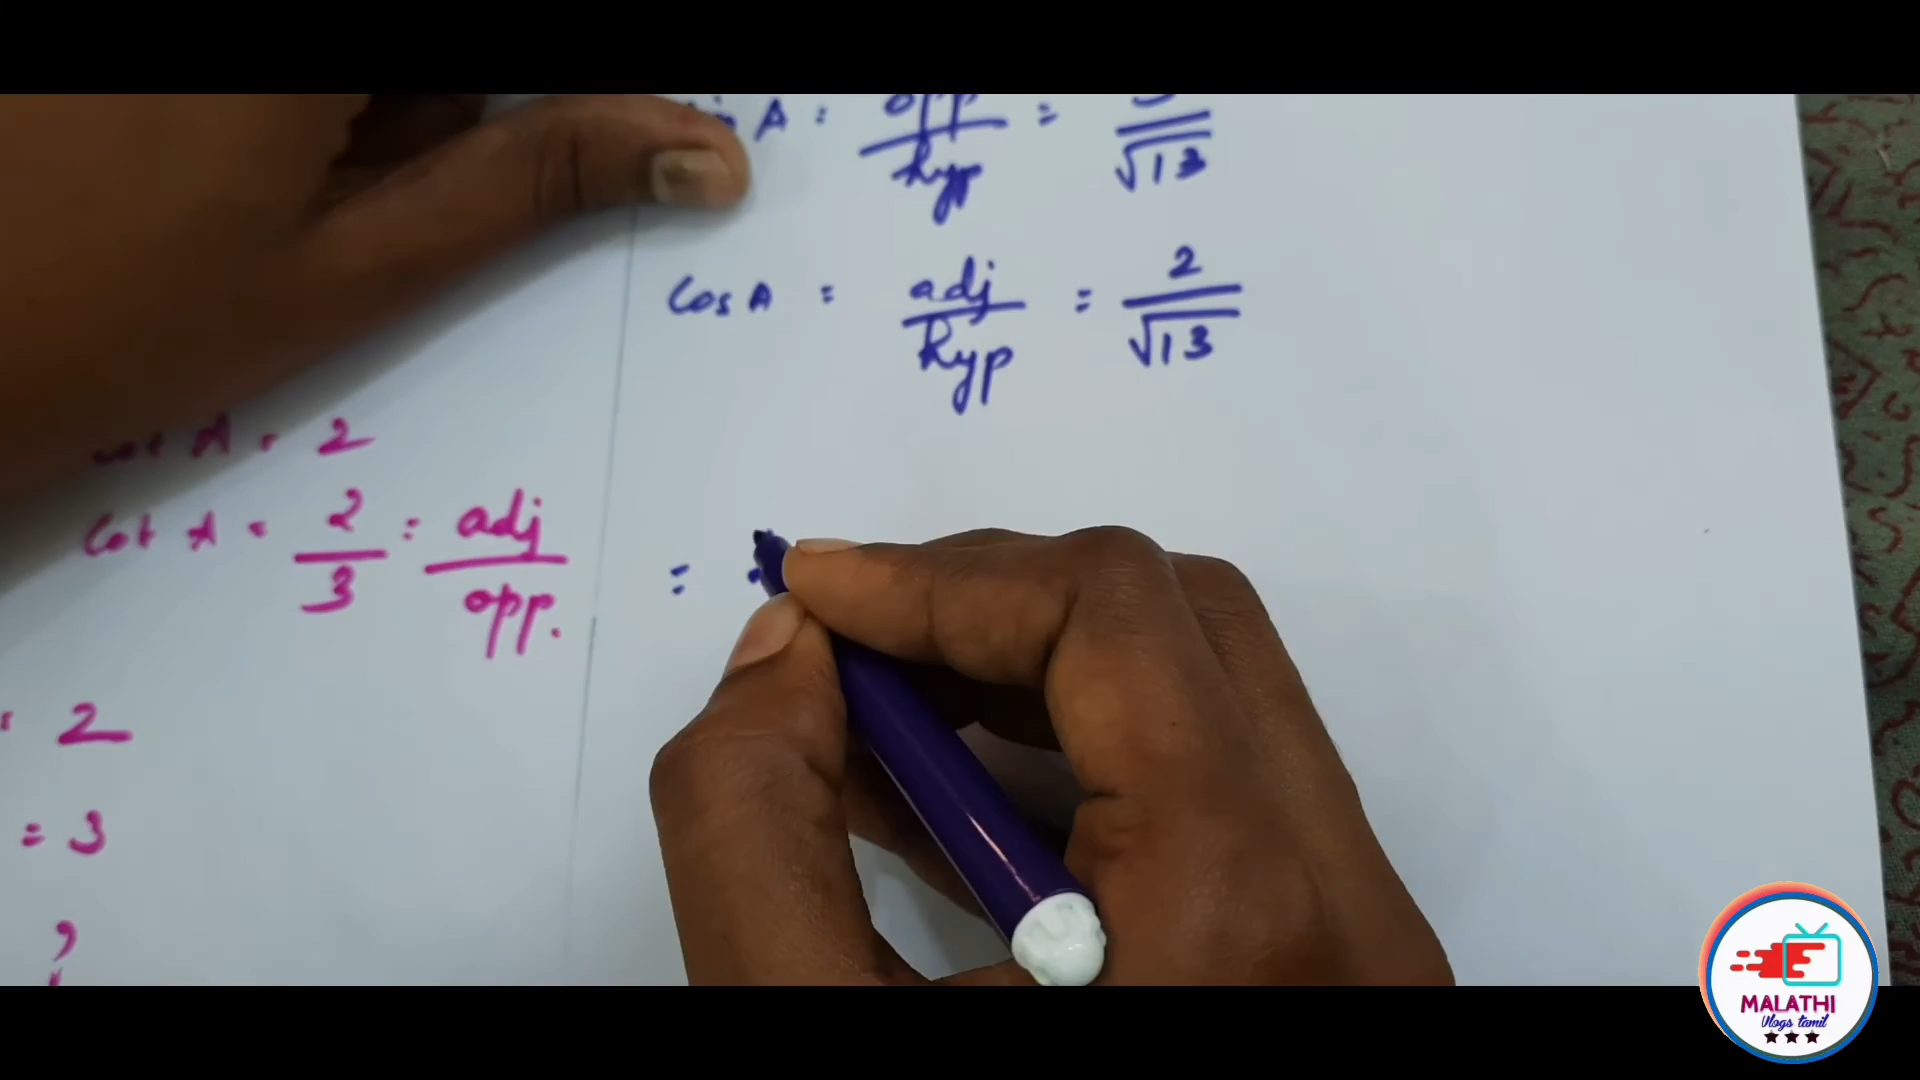 A = opp/hyp = /√13
Cos A = adj/hyp = 2/√13
A = 2
Cot A = 2/3 = adj/opp.
=
= 2
= 3
?
MALATHI
Vlogs tamil